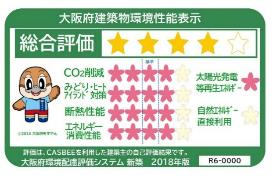 大阪府建築物環境性能表示
総合評価
標準
CO2削減
みどり・ヒート
アイランド対策
断熱性能
エネルギー
消費性能
太陽光発電
等再生エネルギー
自然エネルギー
直接利用
評価は、CASBEEを利用した建築主の自己評価結果です。
大阪府環境配慮評価システム 新築 2018年版
R6-0000